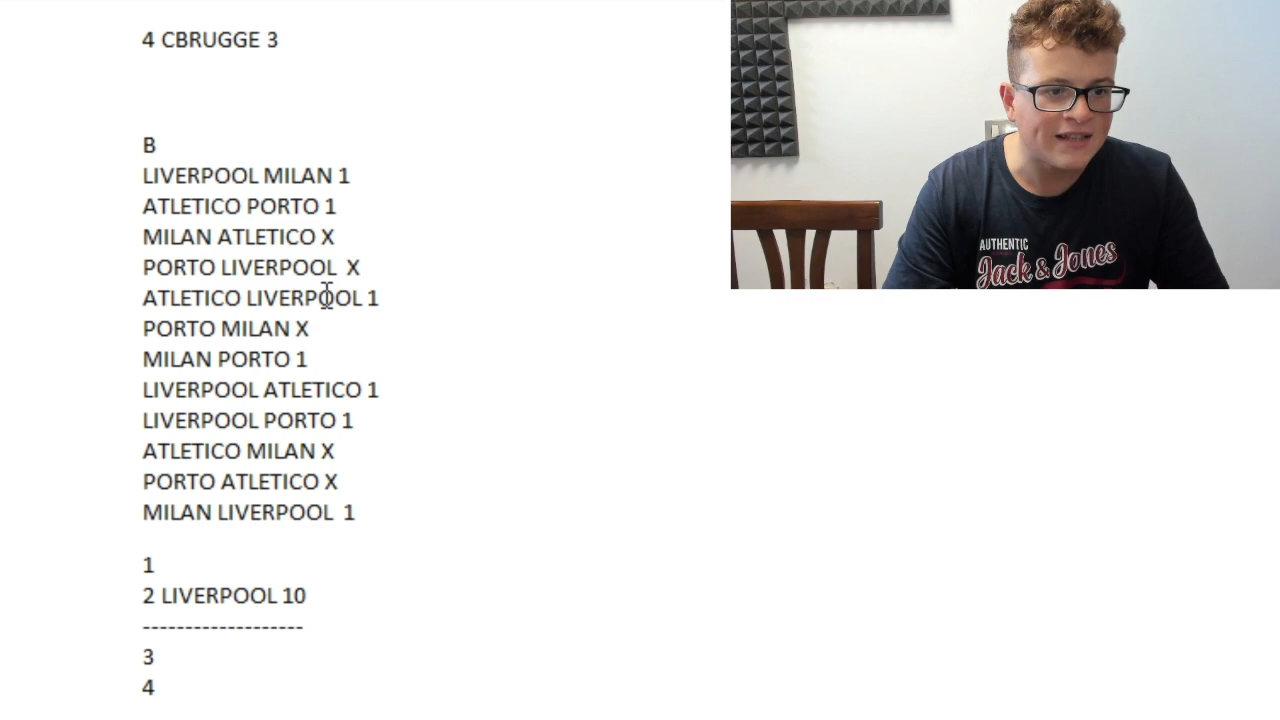 4 CBRUGGE 3
B
LIVERPOOL MILAN 1
ATLETICO PORTO 1
MILAN ATLETICO X
PORTO LIVERPOOL X
ATLETICO LIVERPOOL 1
PORTO MILAN X
MILAN PORTO 1
LIVERPOOL ATLETICO 1
LIVERPOOL PORTO 1
ATLETICO MILAN X
PORTO ATLETICO X
MILAN LIVERPOOL 1
1
2 LIVERPOOL 10
-------------------
3
4
AUTHENTIC
Jack & Jones